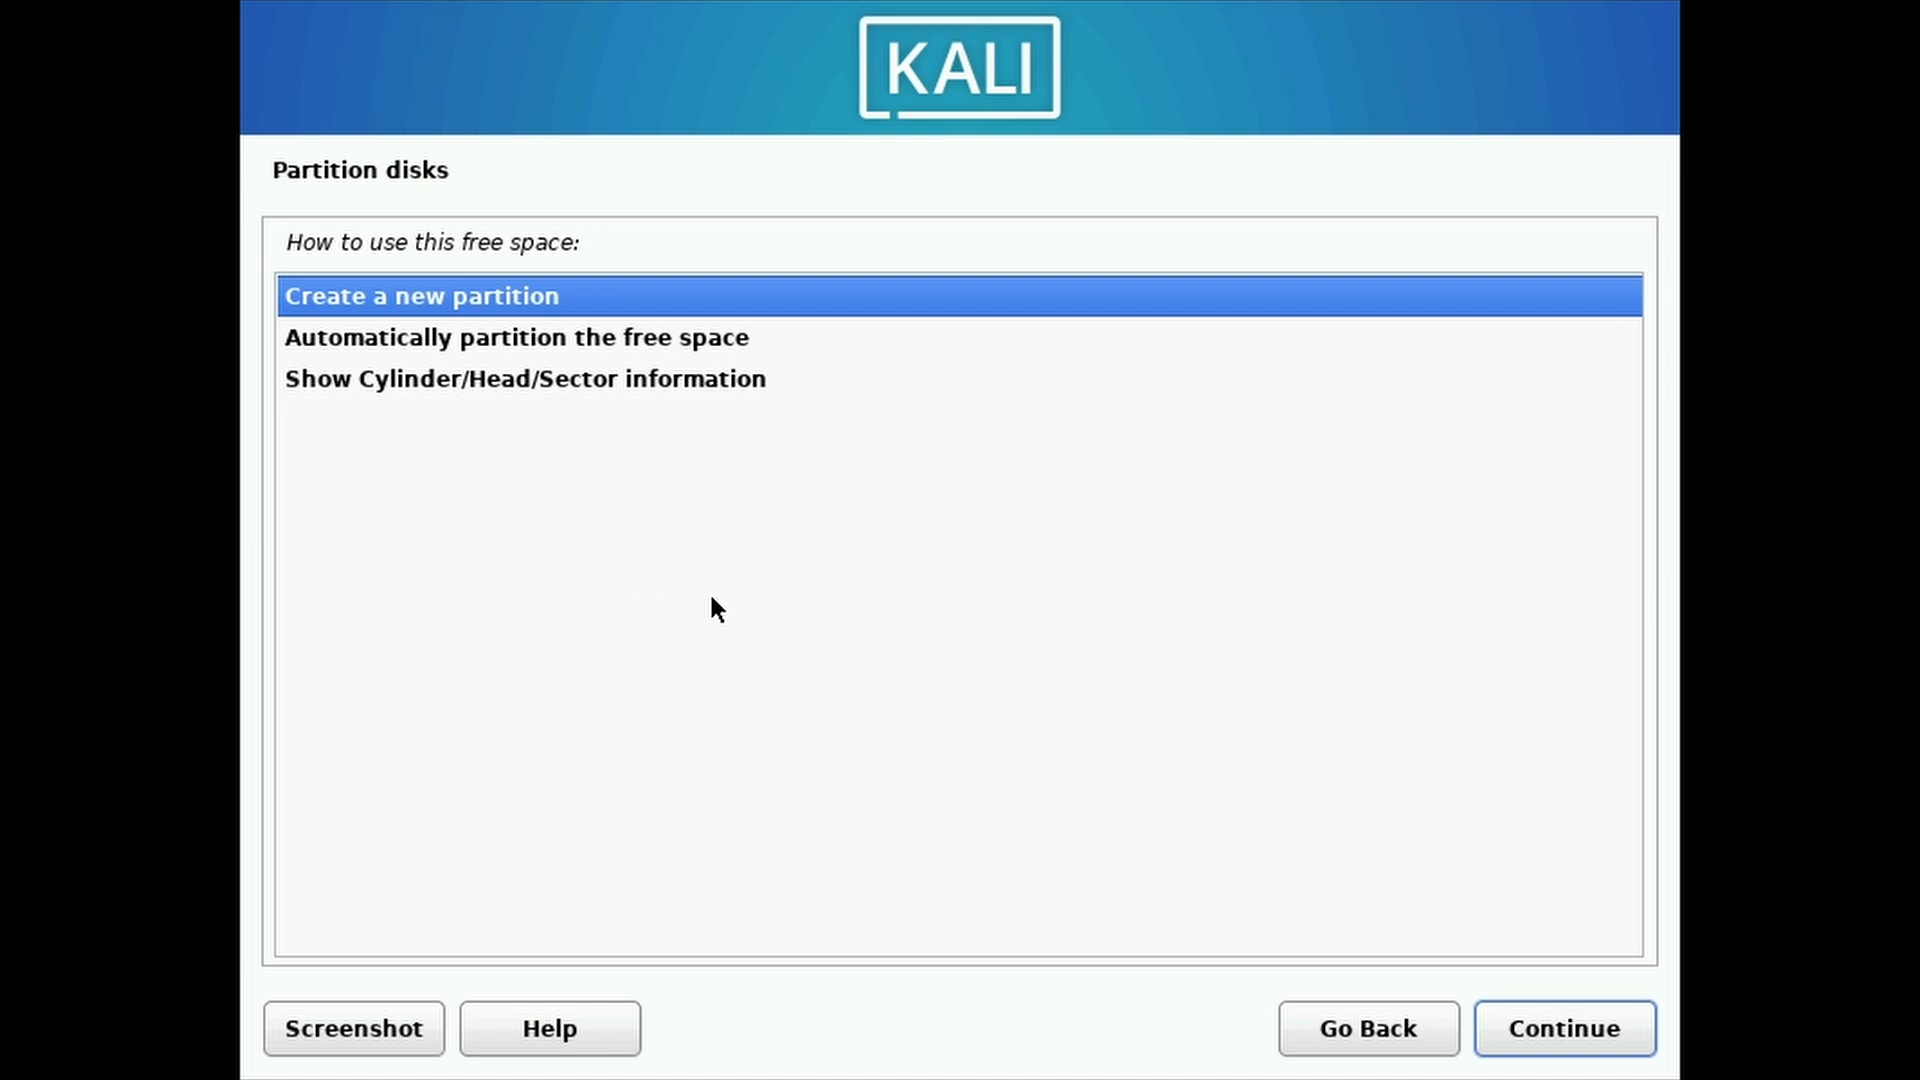 KALI
Partition disks
How to use this free space:
Create a new partition
Automatically partition the free space
Show Cylinder/Head/Sector information
Screenshot
Help
Go Back
Continue